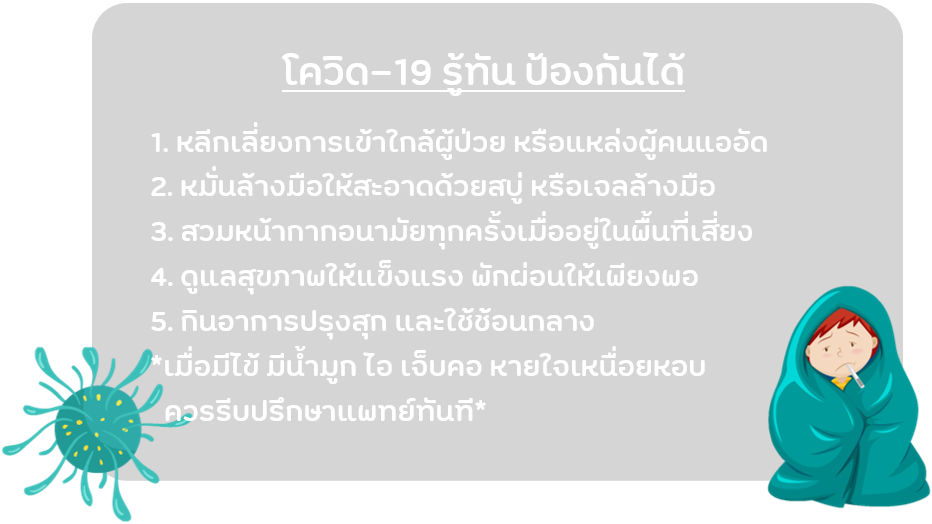 โควิด-19 รู้ทัน ป้องกันได้
1. หลีกเลี่ยงการเข้าใกล้ผู้ป่วย หรือแหล่งผู้คนแออัด
2. หมั่นล้างมือให้สะอาดด้วยสบู่ หรือเจลล้างมือ
3. สวมหน้ากากอนามัยทุกครั้งเมื่ออยู่ในพื้นที่เสี่ยง
4. ดูแลสุขภาพให้แข็งแรง พักผ่อนให้เพียงพอ
5. กินอาการปรุงสุก และใช้ช้อนกลาง
*เมื่อมีไข้ มีน้ำมูก ไอ เจ็บคอ หายใจเหนื่อยหอบ
ควรรีบปรึกษาแพทย์ทันที*